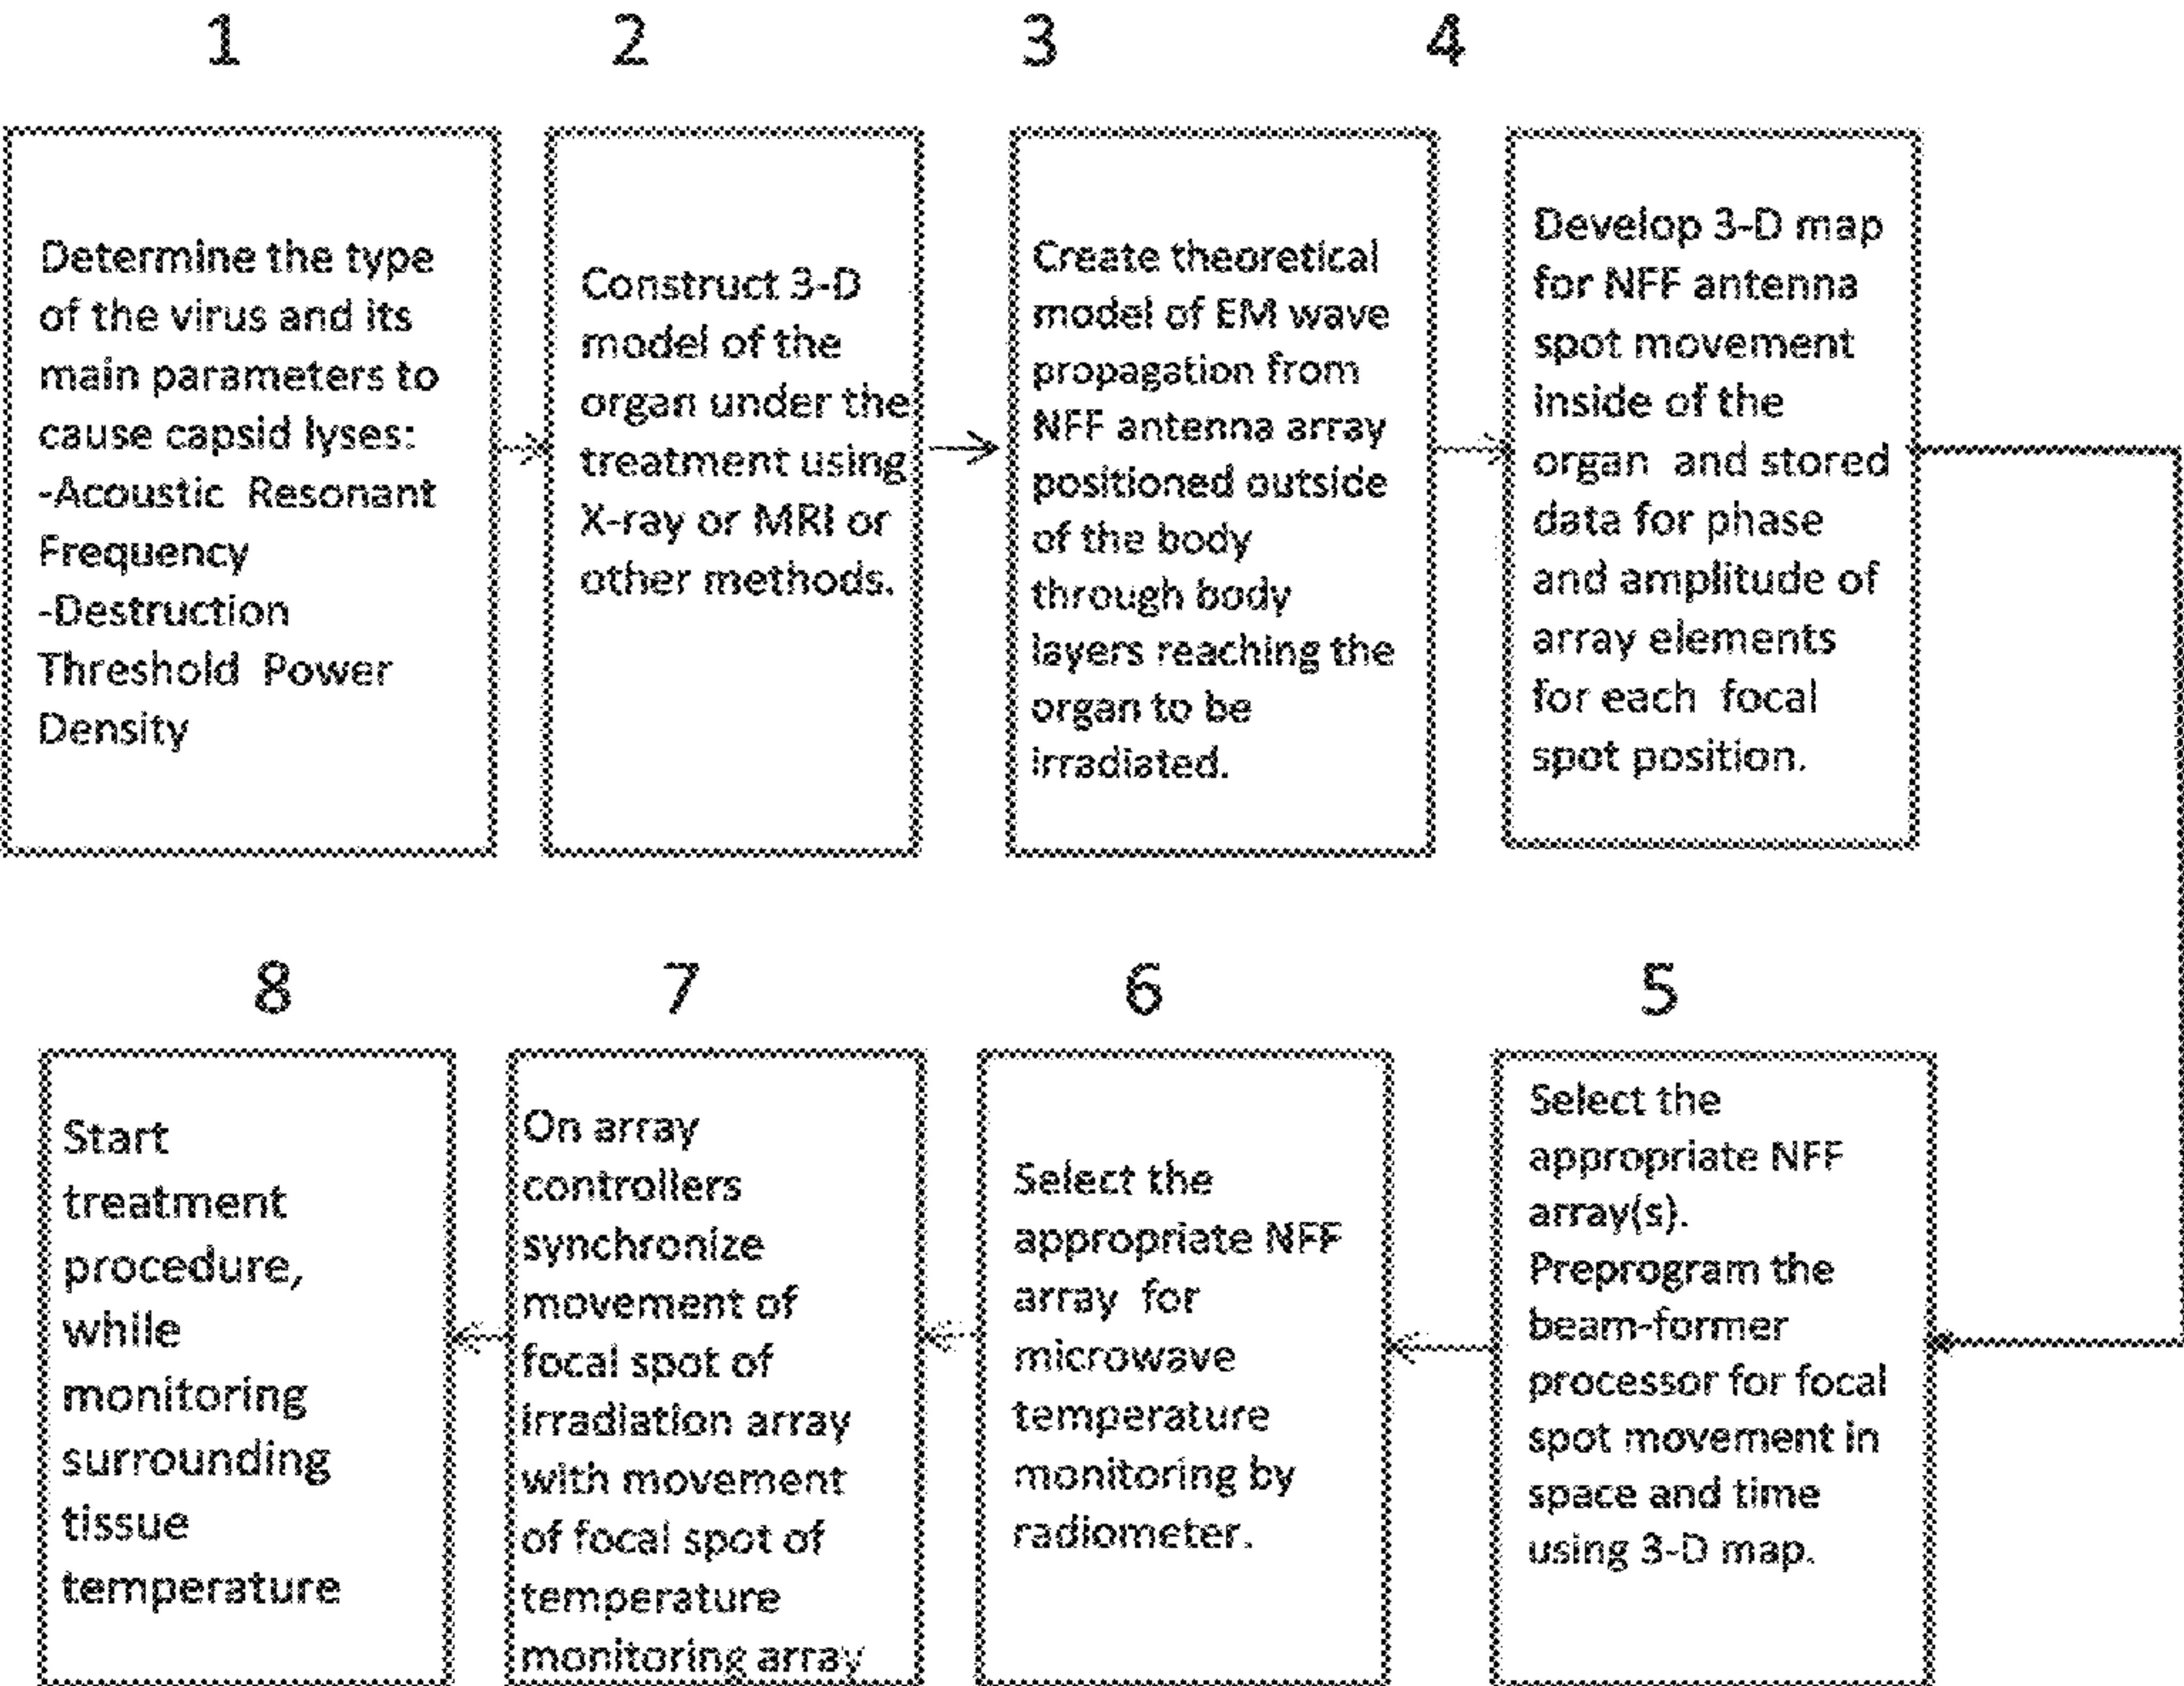 1
2
3
4
Determine the type
of the virus and its
main parameters to
cause capsid lyses:
-Acoustic Resonant
Frequency
-Destruction
Threshold Power
Density
Construct 3-D
model of the
organ under the
treatment using
X-ray or MRI or
other methods.
Create theoretical
model of EM wave
propagation from
NFF antenna array
positioned outside
of the body
through body
layers reaching the
organ to be
irradiated.
Develop 3-D map
for NFF antenna
spot movement
inside of the
organ and stored
data for phase
and amplitude of
array elements
for each focal
spot position.
8
7
6
5
Start
treatment
procedure,
while
monitoring
surrounding
tissue
temperature
On array
controllers
synchronize
movement of
focal spot of
irradiation array
with movement
of focal spot of
temperature
monitoring array
Select the
appropriate NFF
array for
microwave
temperature
monitoring by
radiometer.
Select the
appropriate NFF
array(s).
Preprogram the
beam-former
processor for focal
spot movement in
space and time
using 3-D map.